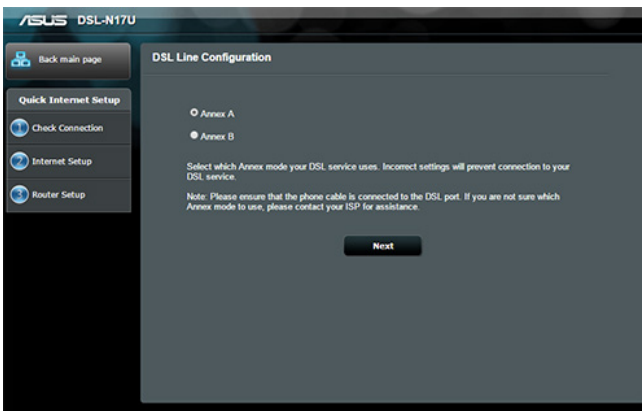 ASUS DSL-N17U
Back main page
Quick Internet Setup
1 Check Connection
2 Internet Setup
3 Router Setup
DSL Line Configuration
Annex A
Annex B
Select which Annex mode your DSL service uses. Incorrect settings will prevent connection to your
DSL service.
Note: Please ensure that the phone cable is connected to the DSL port. If you are not sure which
Annex mode to use, please contact your ISP for assistance.
Next